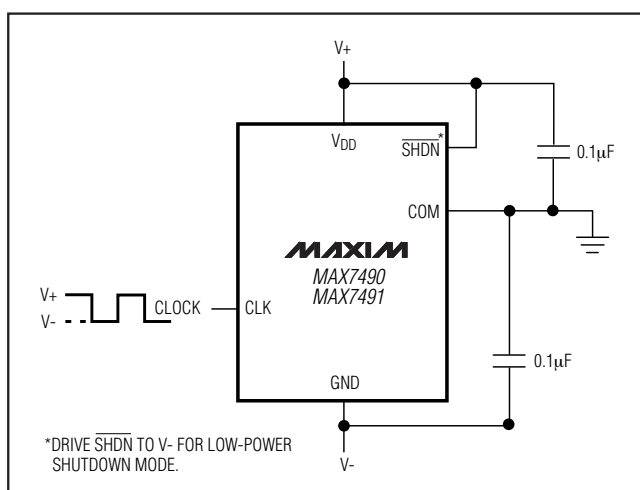 V+
VDD
SHDN*
0.1µF
COM
MAXIM
MAX7490
MAX7491
V+
V-
CLOCK
CLK
0.1µF
GND
*DRIVE SHDN TO V- FOR LOW-POWER
SHUTDOWN MODE.
V-